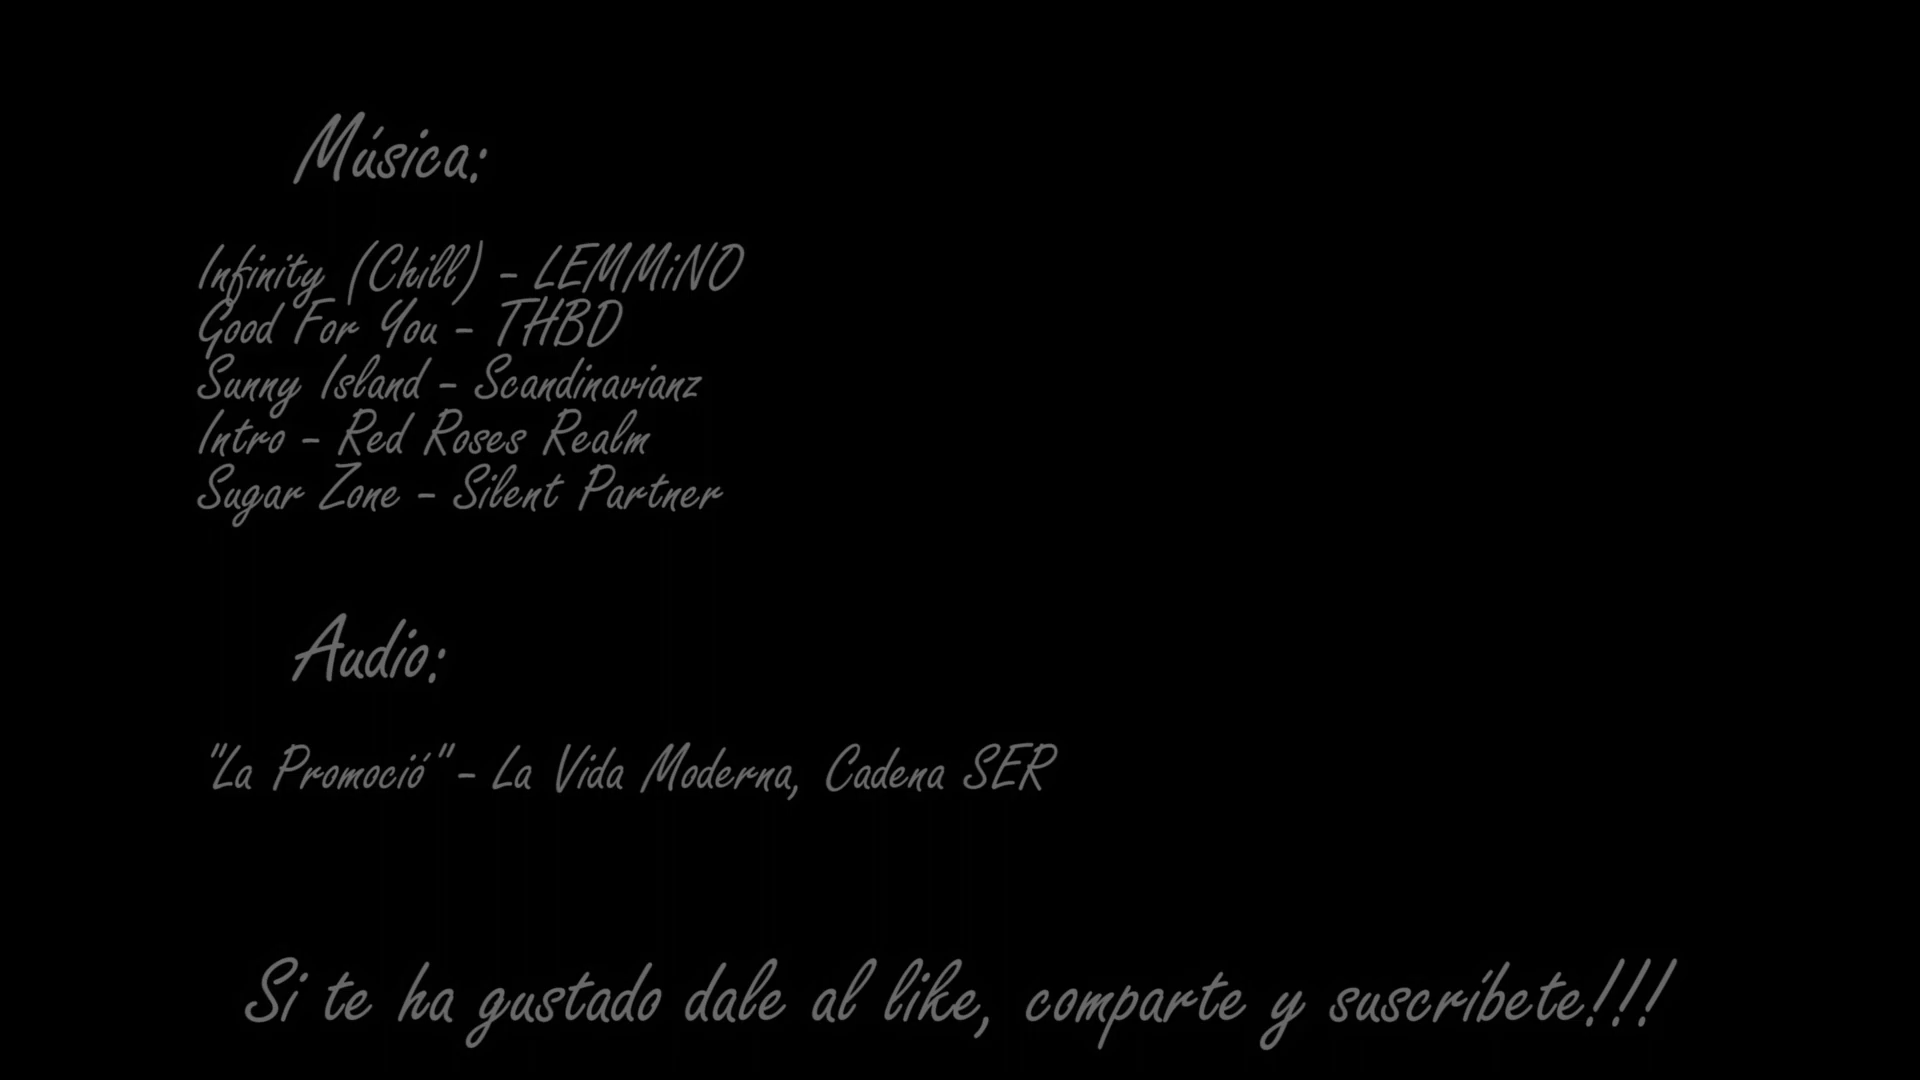 Música:
Infinity (Chill) - LEMMiNO
Good For You - THBD
Sunny Island - Scandinavianz
Intro - Red Roses Realm
Sugar Zone - Silent Partner
Audio:
"La Promoció" - La Vida Moderna, Cadena SER
Si te ha gustado dale al like, comparte y suscríbete!!!